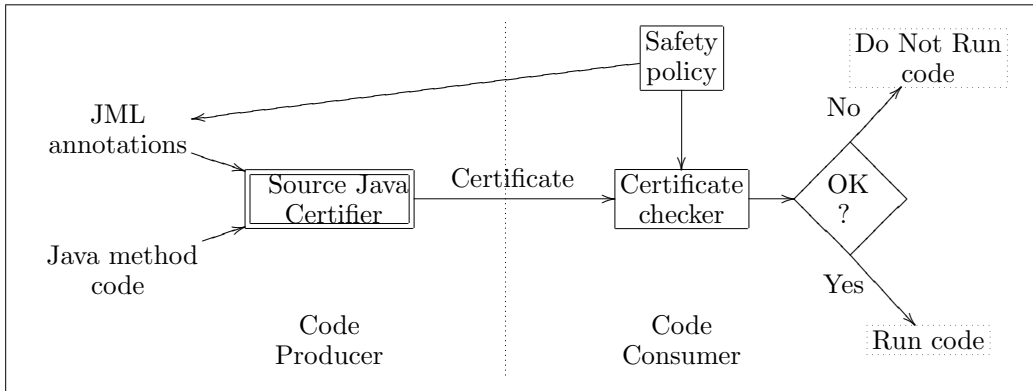 Safety
policy
Do Not Run
code
JML
annotations
No
Source Java
Certifier
Certificate
Certificate
checker
OK
?
Java method
code
Yes
Code
Producer
Code
Consumer
Run code